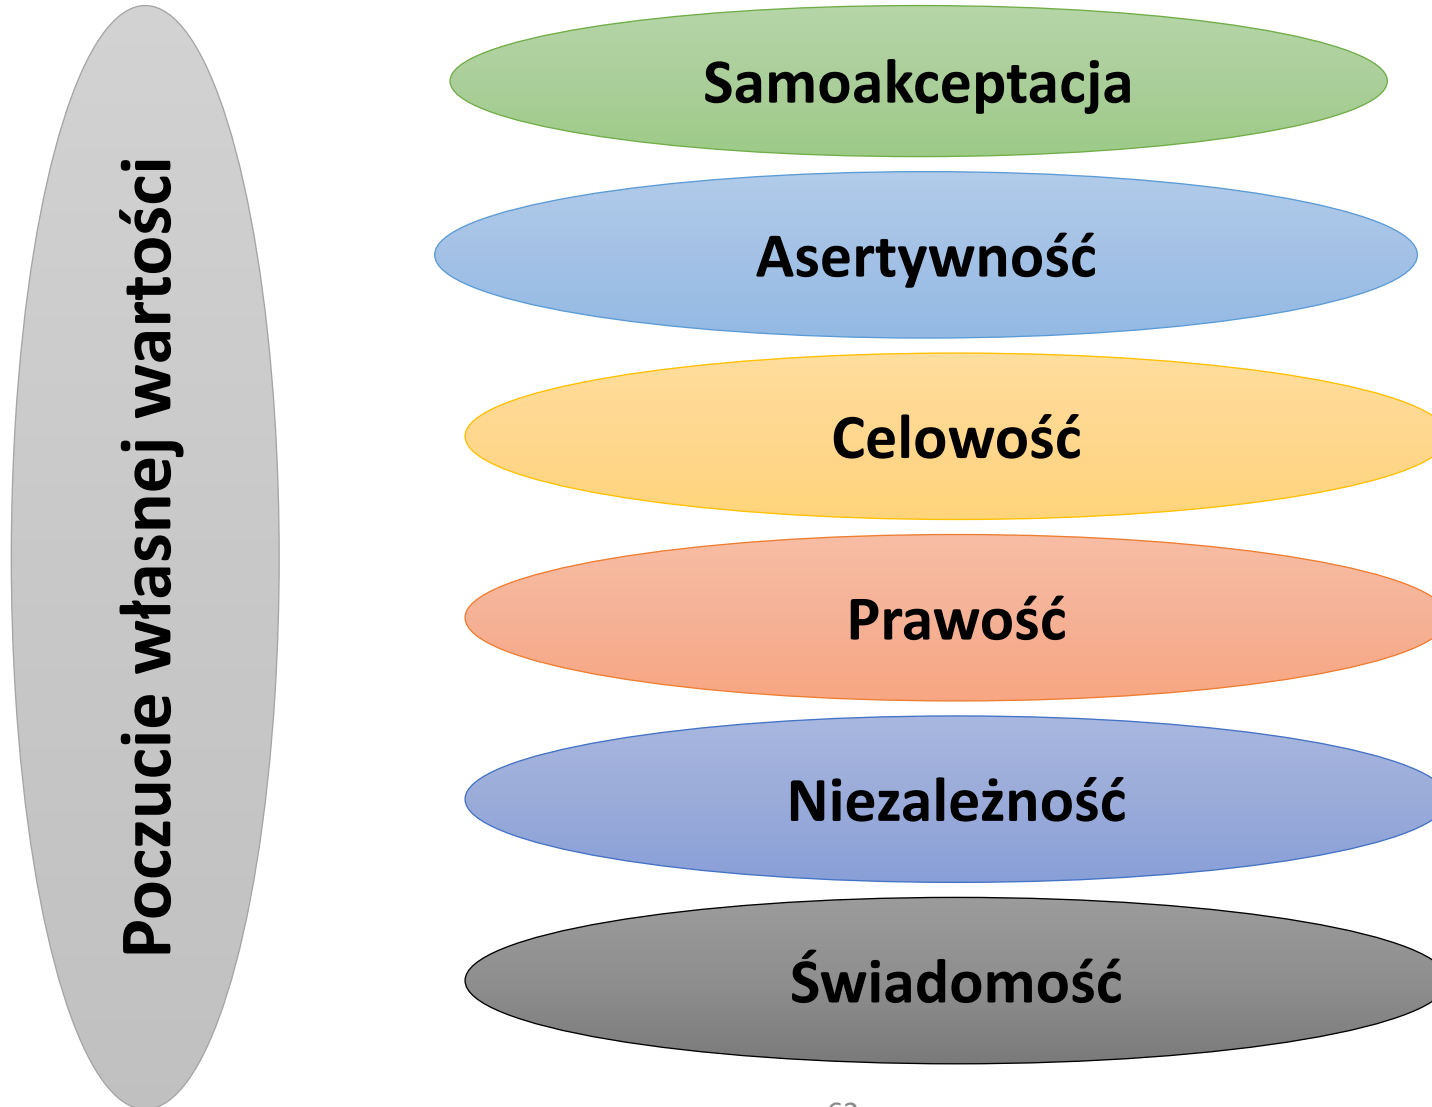 Poczucie własnej wartości
Samoakceptacja
Asertywność
Celowość
Prawość
Niezależność
Świadomość